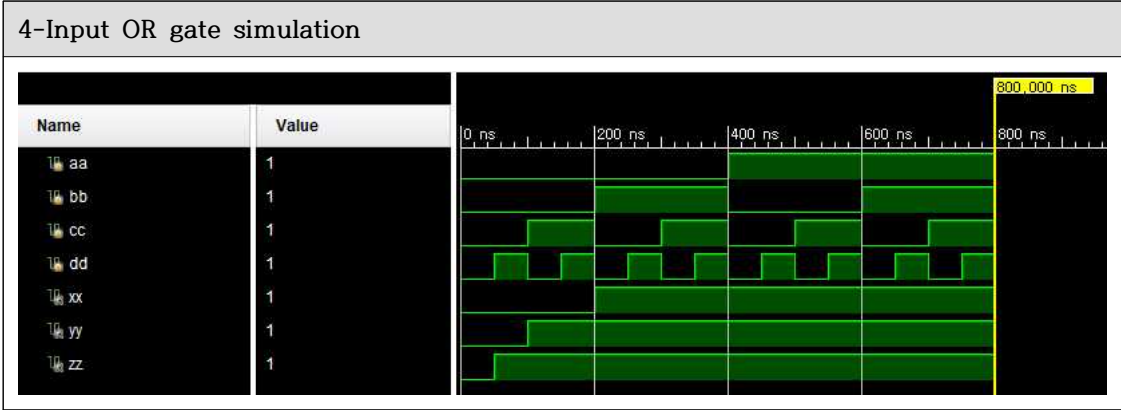 4-Input OR gate simulation
800,000 ns
Name Value
0 ns 200 ns 400 ns 600 ns 800 ns
aa 1
bb 1
cc 1
dd 1
xx 1
yy 1
zz 1